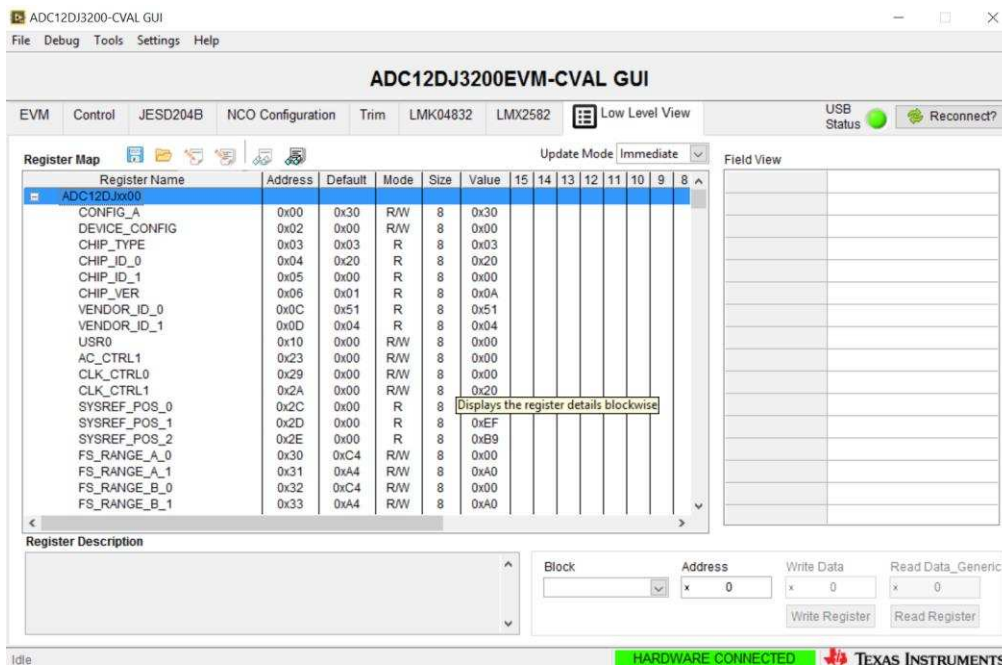 ADC12DJ3200-CVAL GUI
File Debug Tools Settings Help
ADC12DJ3200EVM-CVAL GUI
EVM Control JESD204B NCO Configuration Trim LMK04832 LMX2582 Low Level View
USB Status
Reconnect?
Register Map
Update Mode Immediate
Field View
Register Name Address Default Mode Size Value 15 14 13 12 11 10 9 8
ADC12DJxx00
CONFIG_A 0x00 0x30 R/W 8 0x30
DEVICE_CONFIG 0x02 0x00 R/W 8 0x00
CHIP_TYPE 0x03 0x03 R 8 0x03
CHIP_ID_0 0x04 0x20 R 8 0x20
CHIP_ID_1 0x05 0x00 R 8 0x00
CHIP_VER 0x06 0x01 R 8 0x0A
VENDOR_ID_0 0x0C 0x51 R 8 0x51
VENDOR_ID_1 0x0D 0x04 R 8 0x04
USR0 0x10 0x00 R/W 8 0x00
AC_CTRL1 0x23 0x00 R/W 8 0x00
CLK_CTRL0 0x29 0x00 R/W 8 0x00
CLK_CTRL1 0x2A 0x00 R/W 8 0x20
SYSREF_POS_0 0x2C 0x00 R 8 Displays the register details blockwise
SYSREF_POS_1 0x2D 0x00 R 8 0xEF
SYSREF_POS_2 0x2E 0x00 R 8 0xB9
FS_RANGE_A_0 0x30 0xC4 R/W 8 0x00
FS_RANGE_A_1 0x31 0xA4 R/W 8 0xA0
FS_RANGE_B_0 0x32 0xC4 R/W 8 0x00
FS_RANGE_B_1 0x33 0xA4 R/W 8 0xA0
Register Description
Block Address Write Data Read Data_Generic
x 0 x 0 x 0
Write Register Read Register
Idle HARDWARE CONNECTED TEXAS INSTRUMENTS